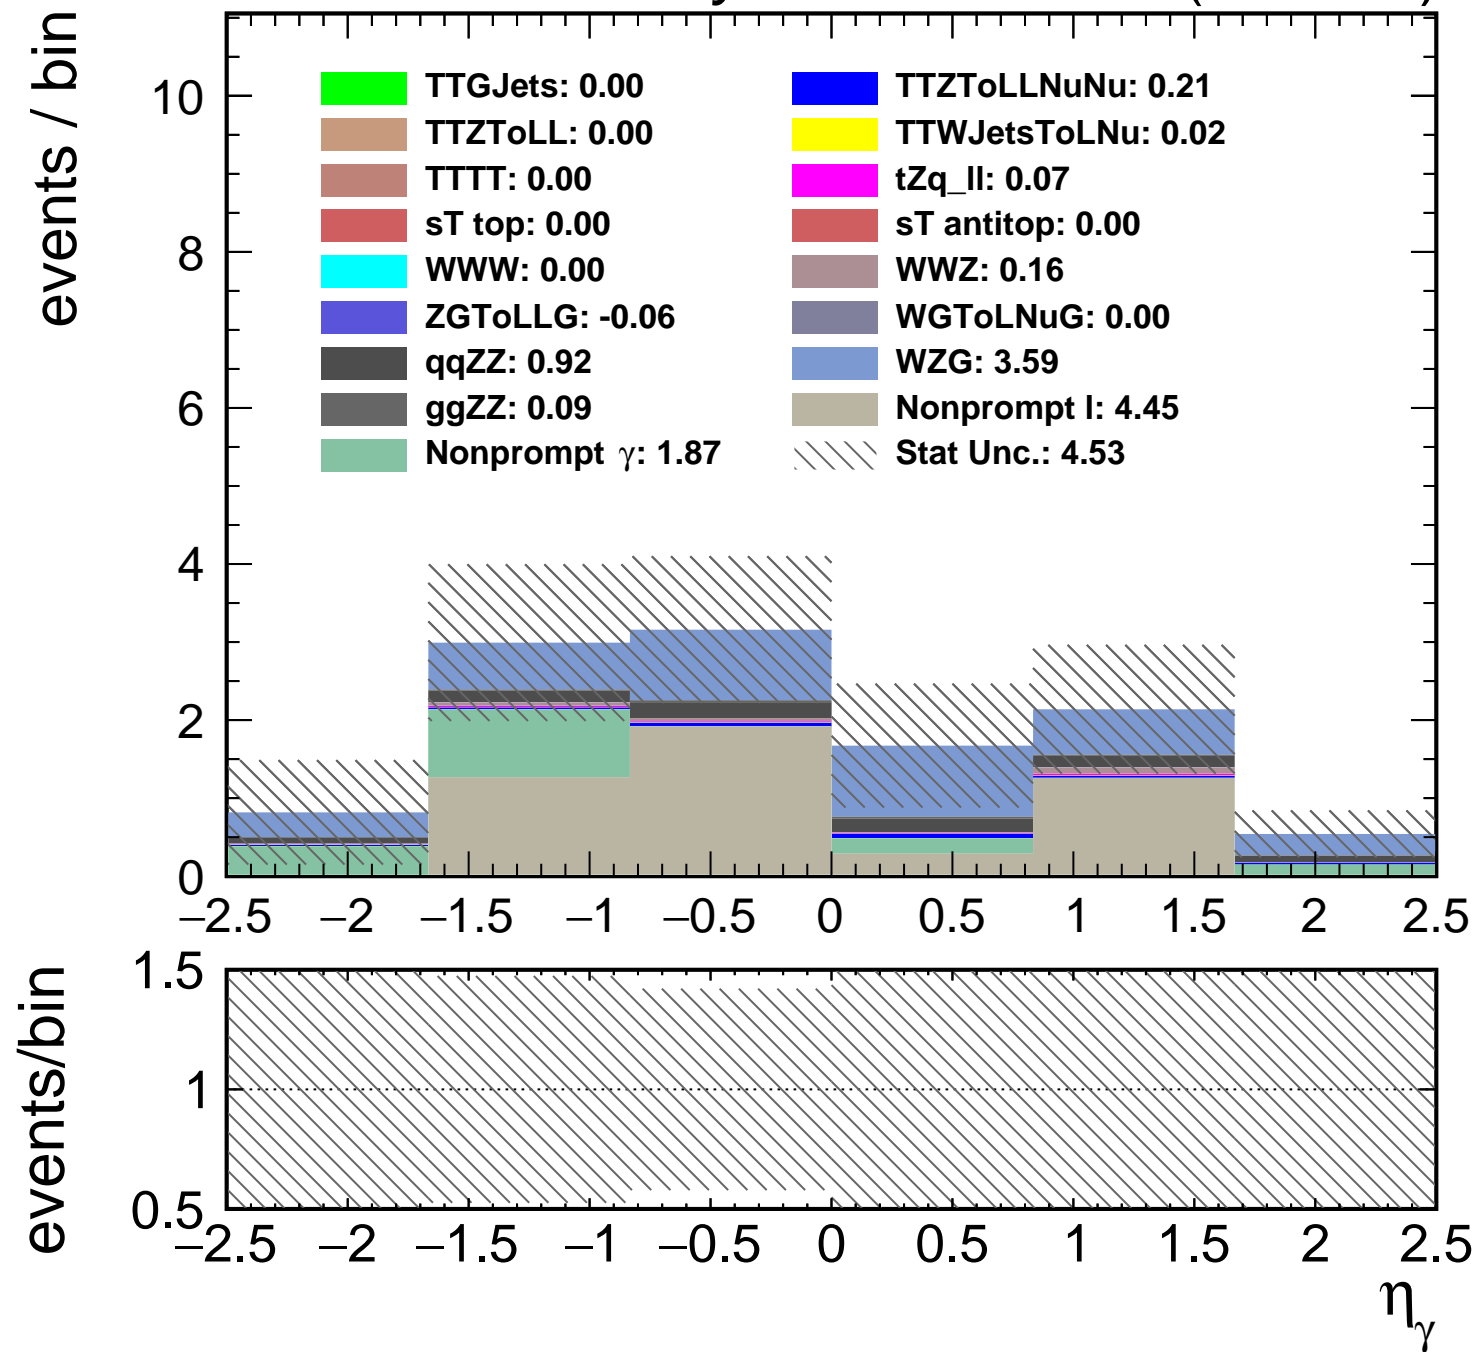 events / bin
10
8
6
4
2
0
TTGJets: 0.00
TTZToLLNuNu: 0.21
TTZToLL: 0.00
TTWJetsToLNu: 0.02
TTTT: 0.00
tZq_ll: 0.07
sT top: 0.00
sT antitop: 0.00
WWW: 0.00
WWZ: 0.16
ZGToLLG: -0.06
WGToLNuG: 0.00
qqZZ: 0.92
WZG: 3.59
ggZZ: 0.09
Nonprompt l: 4.45
Nonprompt γ: 1.87
Stat Unc.: 4.53
−2.5 −2 −1.5 −1 −0.5 0 0.5 1 1.5 2 2.5
events/bin
1.5
1
0.5
−2.5 −2 −1.5 −1 −0.5 0 0.5 1 1.5 2 2.5
ηγ